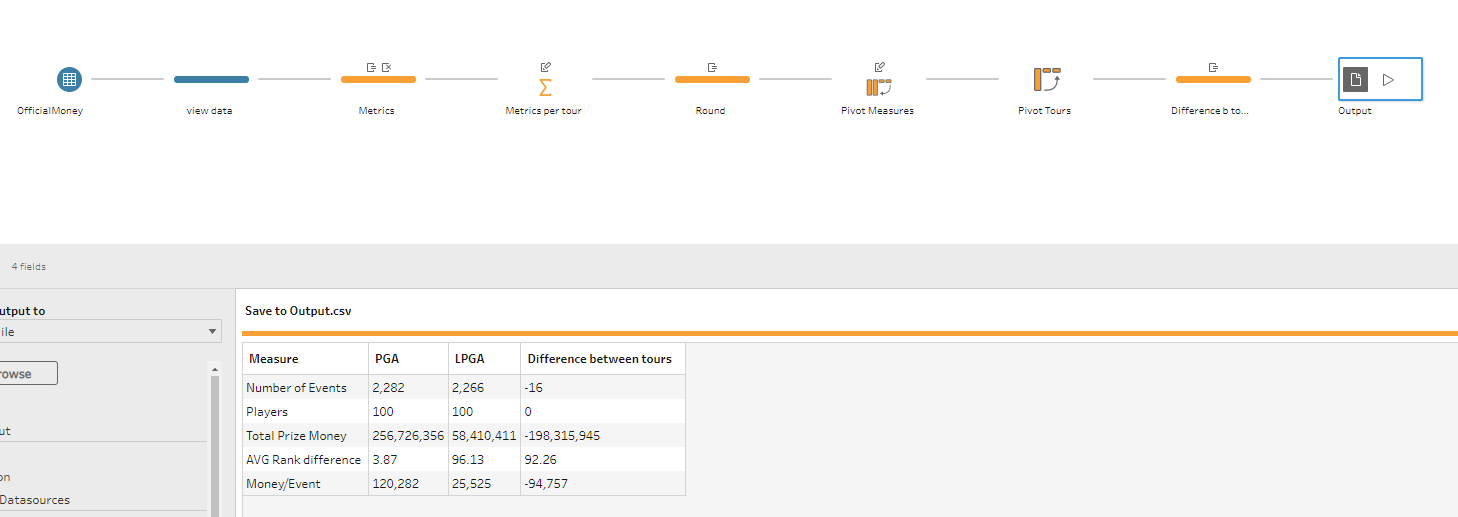 OfficialMoney view data Metrics Metrics per tour Round Pivot Measures Pivot Tours Difference b to... Output
4 fields
utput to
ile
rowse
ut
on
Datasources
Save to Output.csv
Measure PGA LPGA Difference between tours
Number of Events 2,282 2,266 -16
Players 100 100 0
Total Prize Money 256,726,356 58,410,411 -198,315,945
AVG Rank difference 3.87 96.13 92.26
Money/Event 120,282 25,525 -94,757